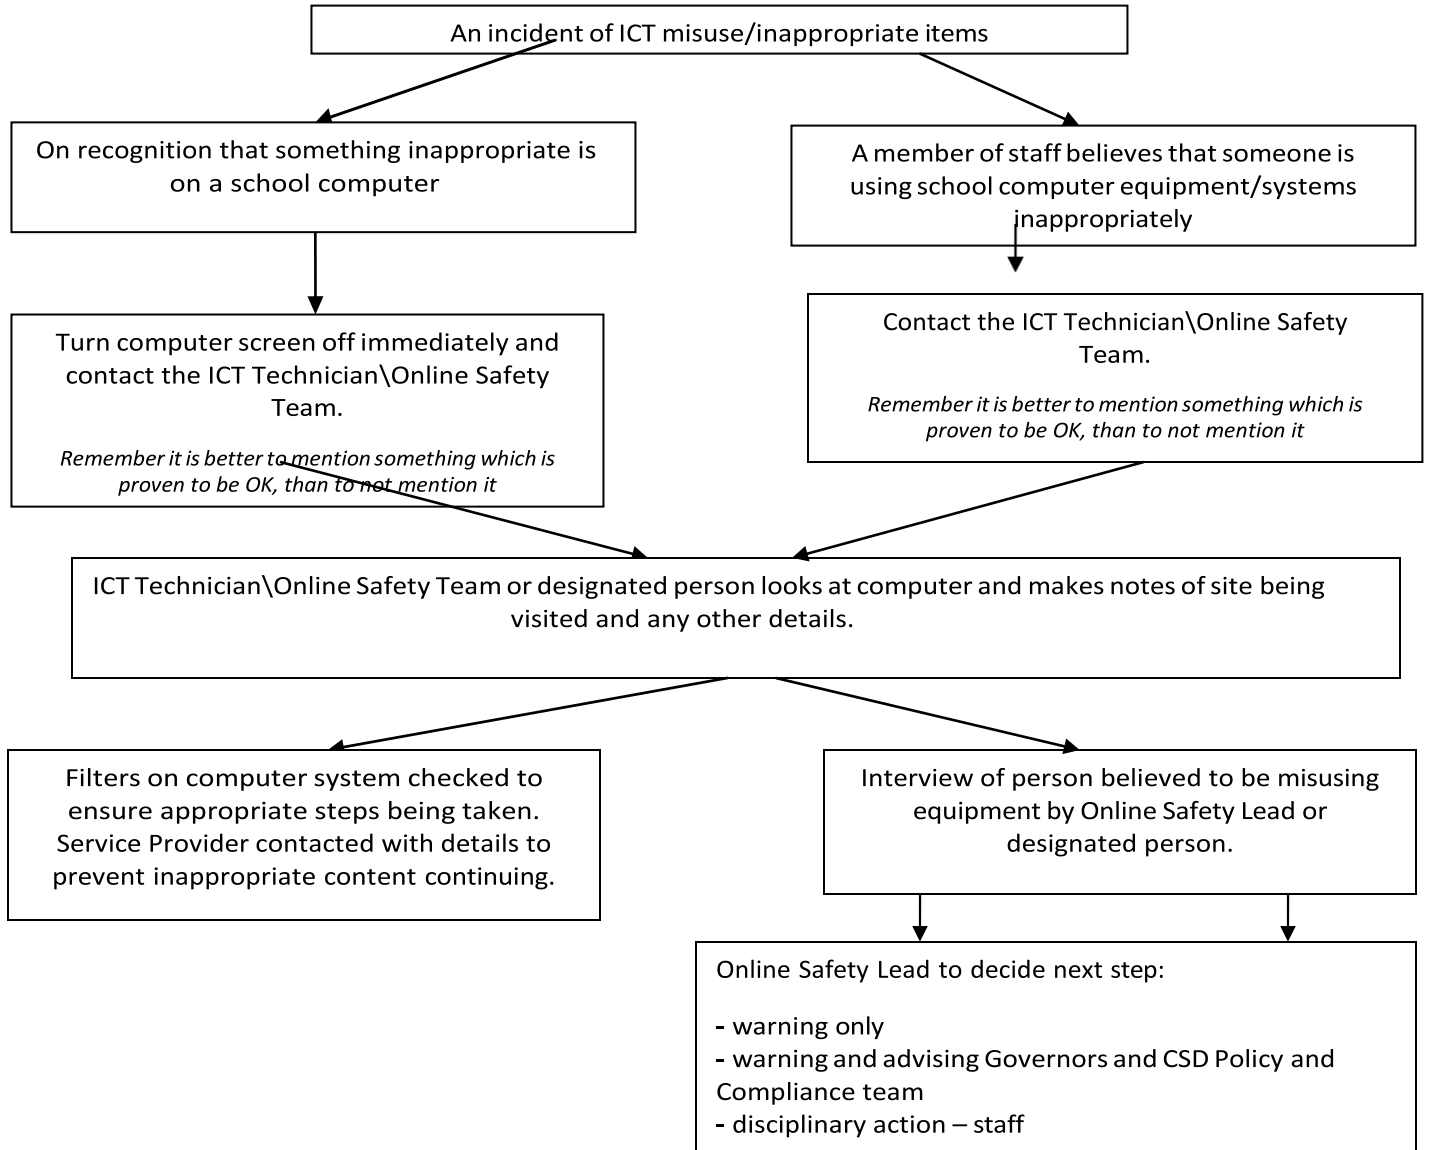 An incident of ICT misuse/inappropriate items
On recognition that something inappropriate is
on a school computer
A member of staff believes that someone is
using school computer equipment/systems
inappropriately
Turn computer screen off immediately and
contact the ICT Technician\Online Safety
Team.
Remember it is better to mention something which is
proven to be OK, than to not mention it
Contact the ICT Technician\Online Safety
Team.
Remember it is better to mention something which is
proven to be OK, than to not mention it
ICT Technician\Online Safety Team or designated person looks at computer and makes notes of site being
visited and any other details.
Filters on computer system checked to
ensure appropriate steps being taken.
Service Provider contacted with details to
prevent inappropriate content continuing.
Interview of person believed to be misusing
equipment by Online Safety Lead or
designated person.
Online Safety Lead to decide next step:
- warning only
- warning and advising Governors and CSD Policy and
Compliance team
- disciplinary action – staff